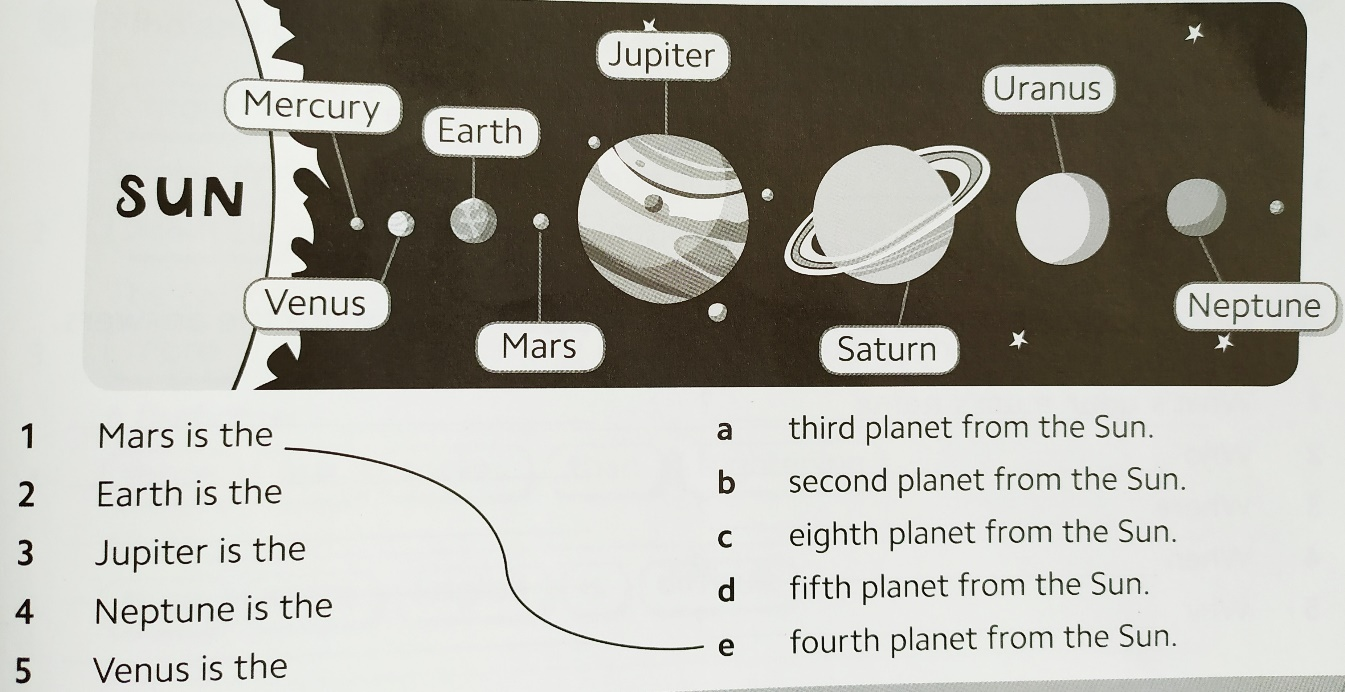 Jupiter
Uranus
Mercury
Earth
SUN
Venus
Mars
Saturn
Neptune
1 Mars is the
2 Earth is the
3 Jupiter is the
4 Neptune is the
5 Venus is the
a third planet from the Sun.
b second planet from the Sun.
c eighth planet from the Sun.
d fifth planet from the Sun.
e fourth planet from the Sun.